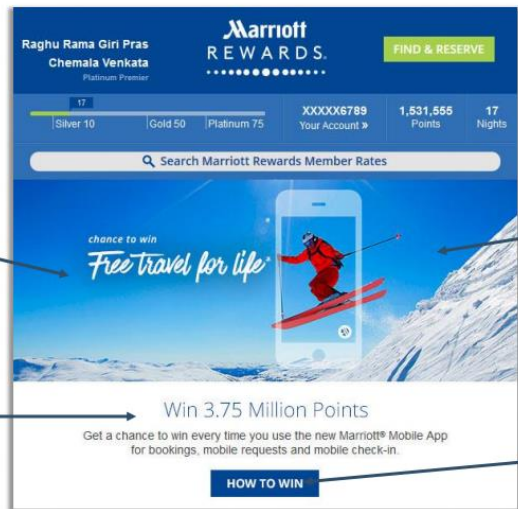 Raghu Rama Giri Pras
Chemala Venkata
Platinum Premier
Marriott
REWARDS.
FIND & RESERVE
17
Silver 10
Gold 50
Platinum 75
XXXXX6789
Your Account »
1,531,555
Points
17
Nights
Search Marriott Rewards Member Rates
chance to win
Free travel for life*
Win 3.75 Million Points
Get a chance to win every time you use the new Marriott® Mobile App
for bookings, mobile requests and mobile check-in.
HOW TO WIN